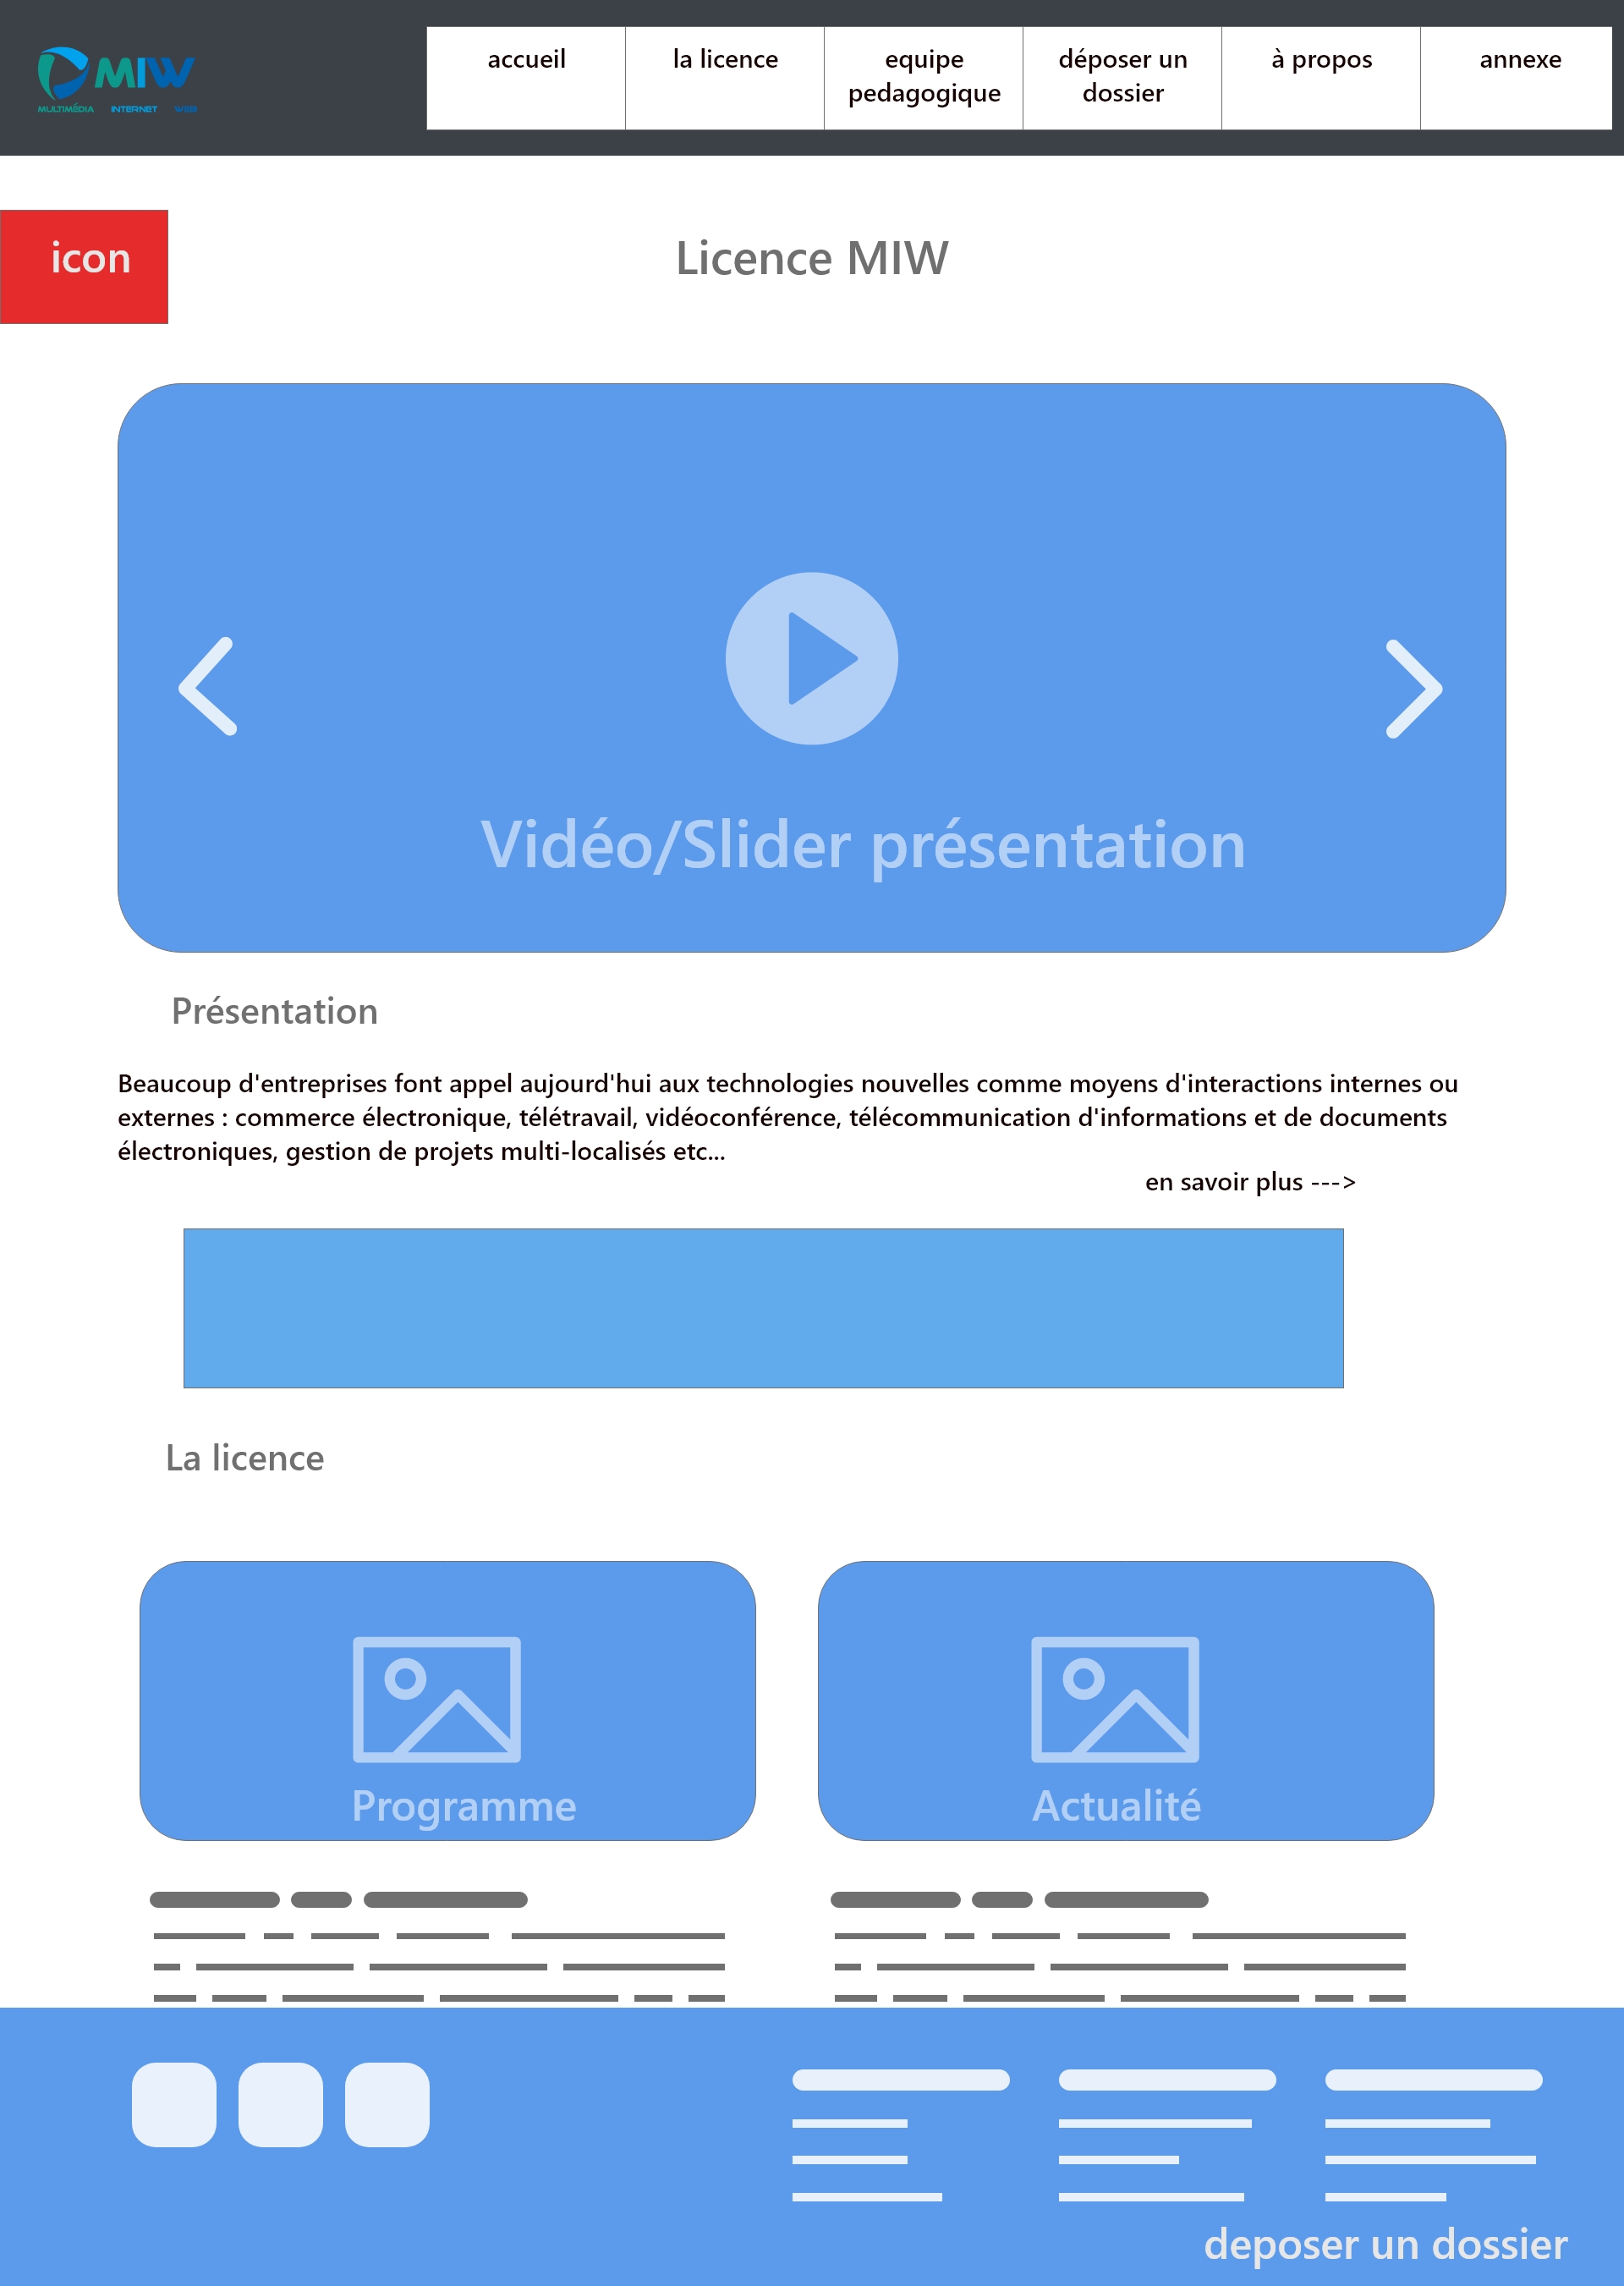 MIW
MULTIMÉDIA INTERNET WEB
accueil
la licence
equipe
pedagogique
déposer un
dossier
à propos
annexe
icon
Licence MIW
Vidéo/Slider présentation
Présentation
Beaucoup d'entreprises font appel aujourd'hui aux technologies nouvelles comme moyens d'interactions internes ou
externes : commerce électronique, télétravail, vidéoconférence, télécommunication d'informations et de documents
électroniques, gestion de projets multi-localisés etc...
en savoir plus --->
La licence
Programme
Actualité
deposer un dossier